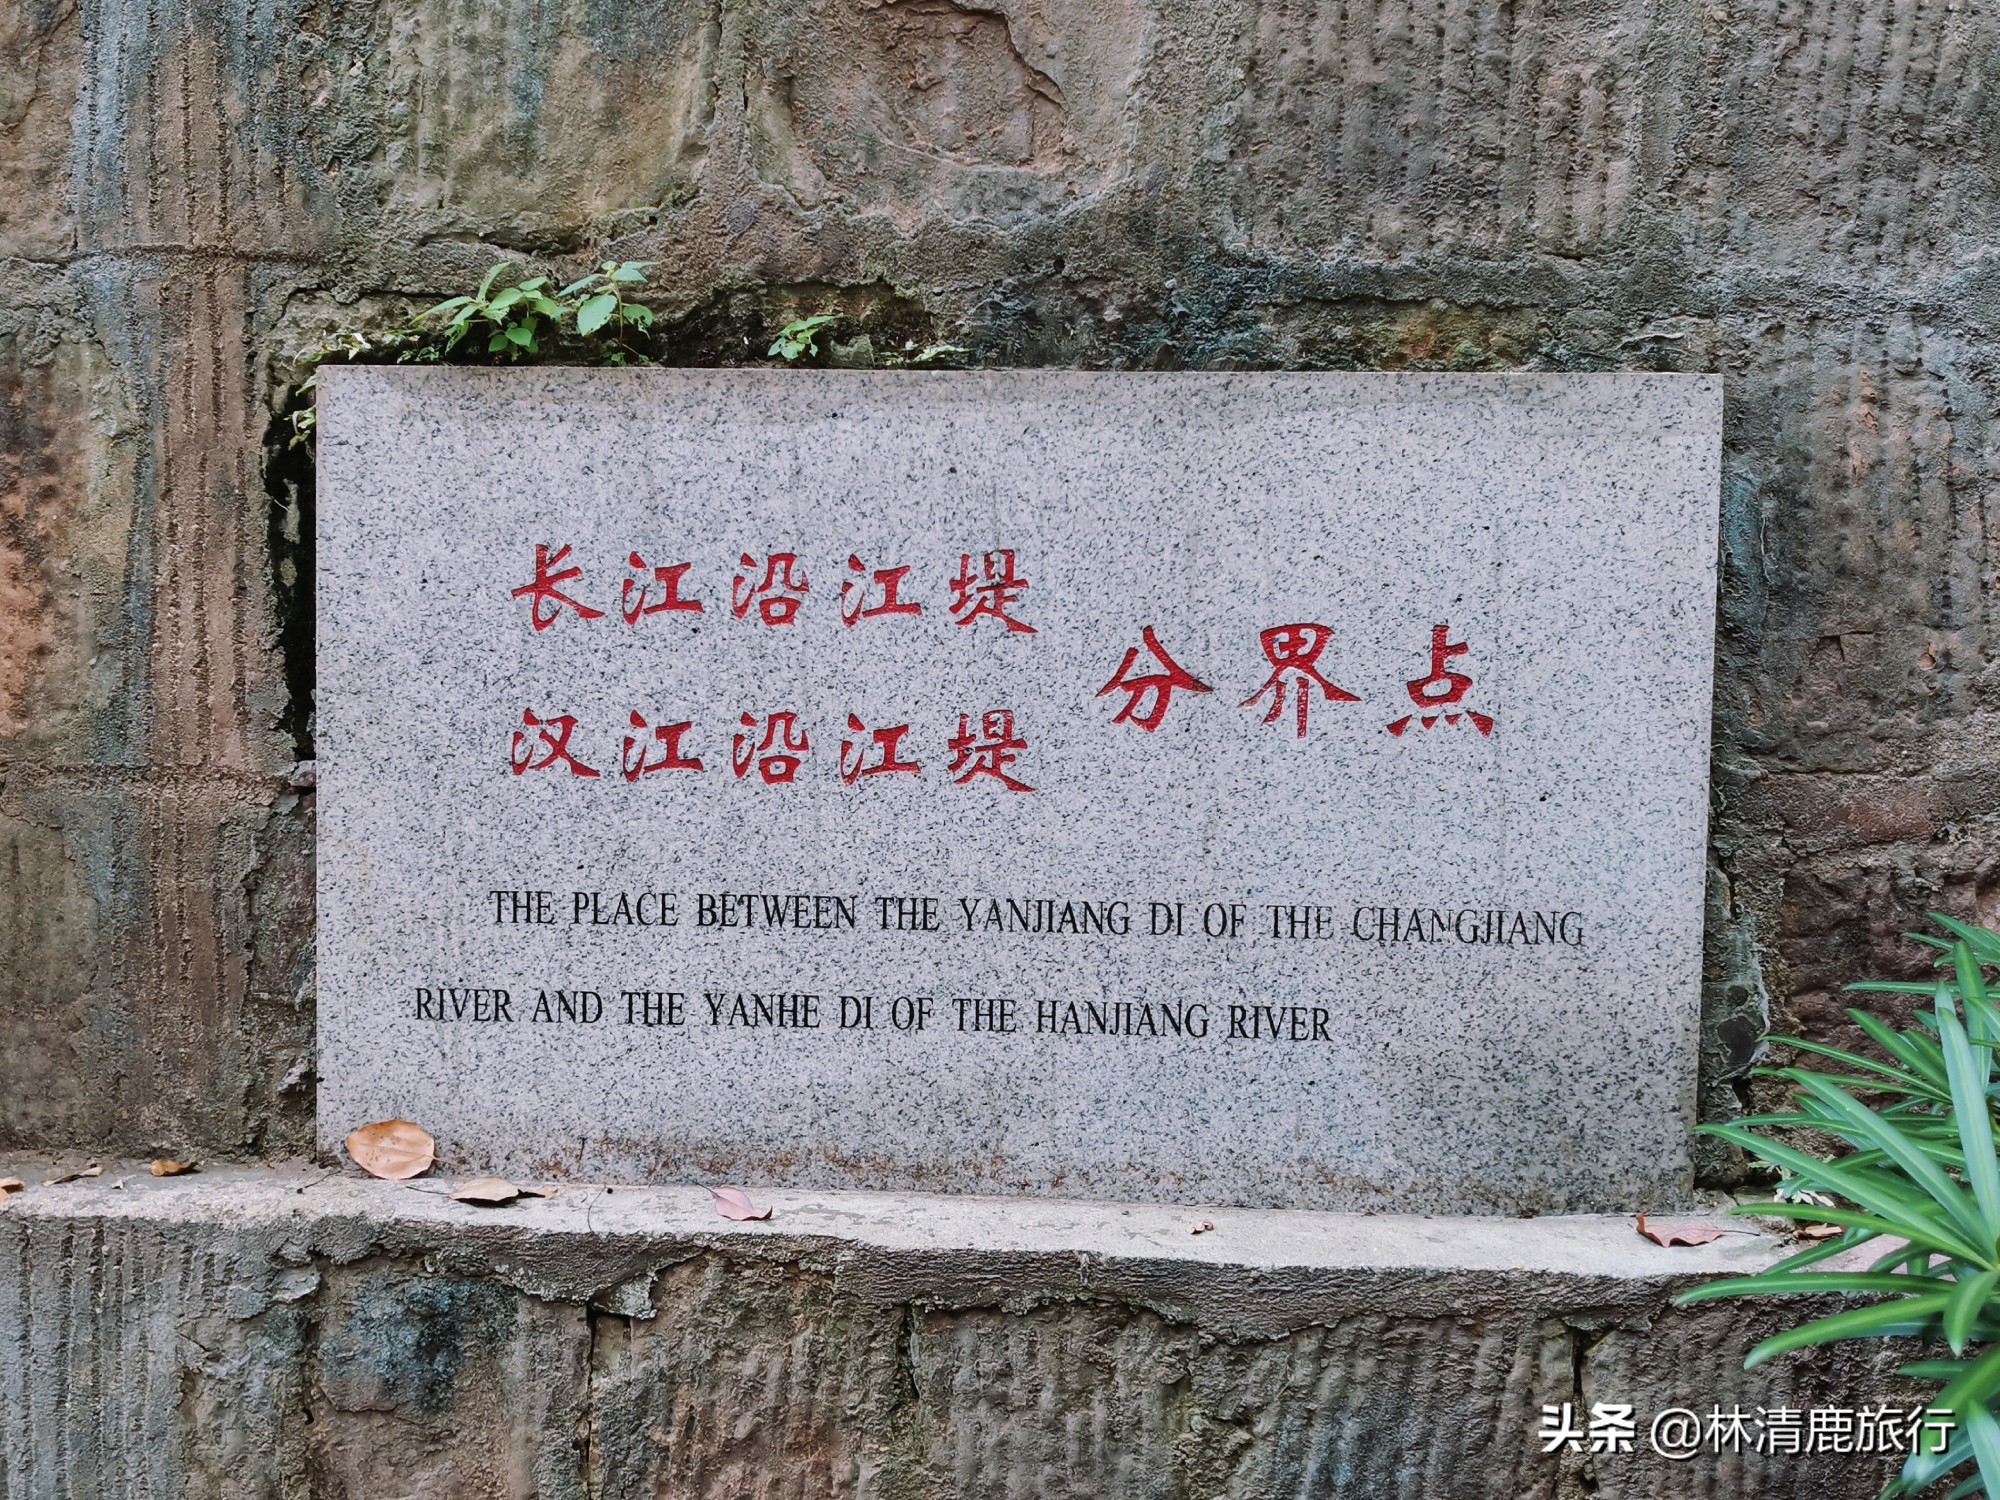 长江沿江堤
汉江沿江堤
分界点
THE PLACE BETWEEN THE YANJIANG DI OF THE CHANGJIANG
RIVER AND THE YANHE DI OF THE HANJIANG RIVER
头条 @林清鹿旅行